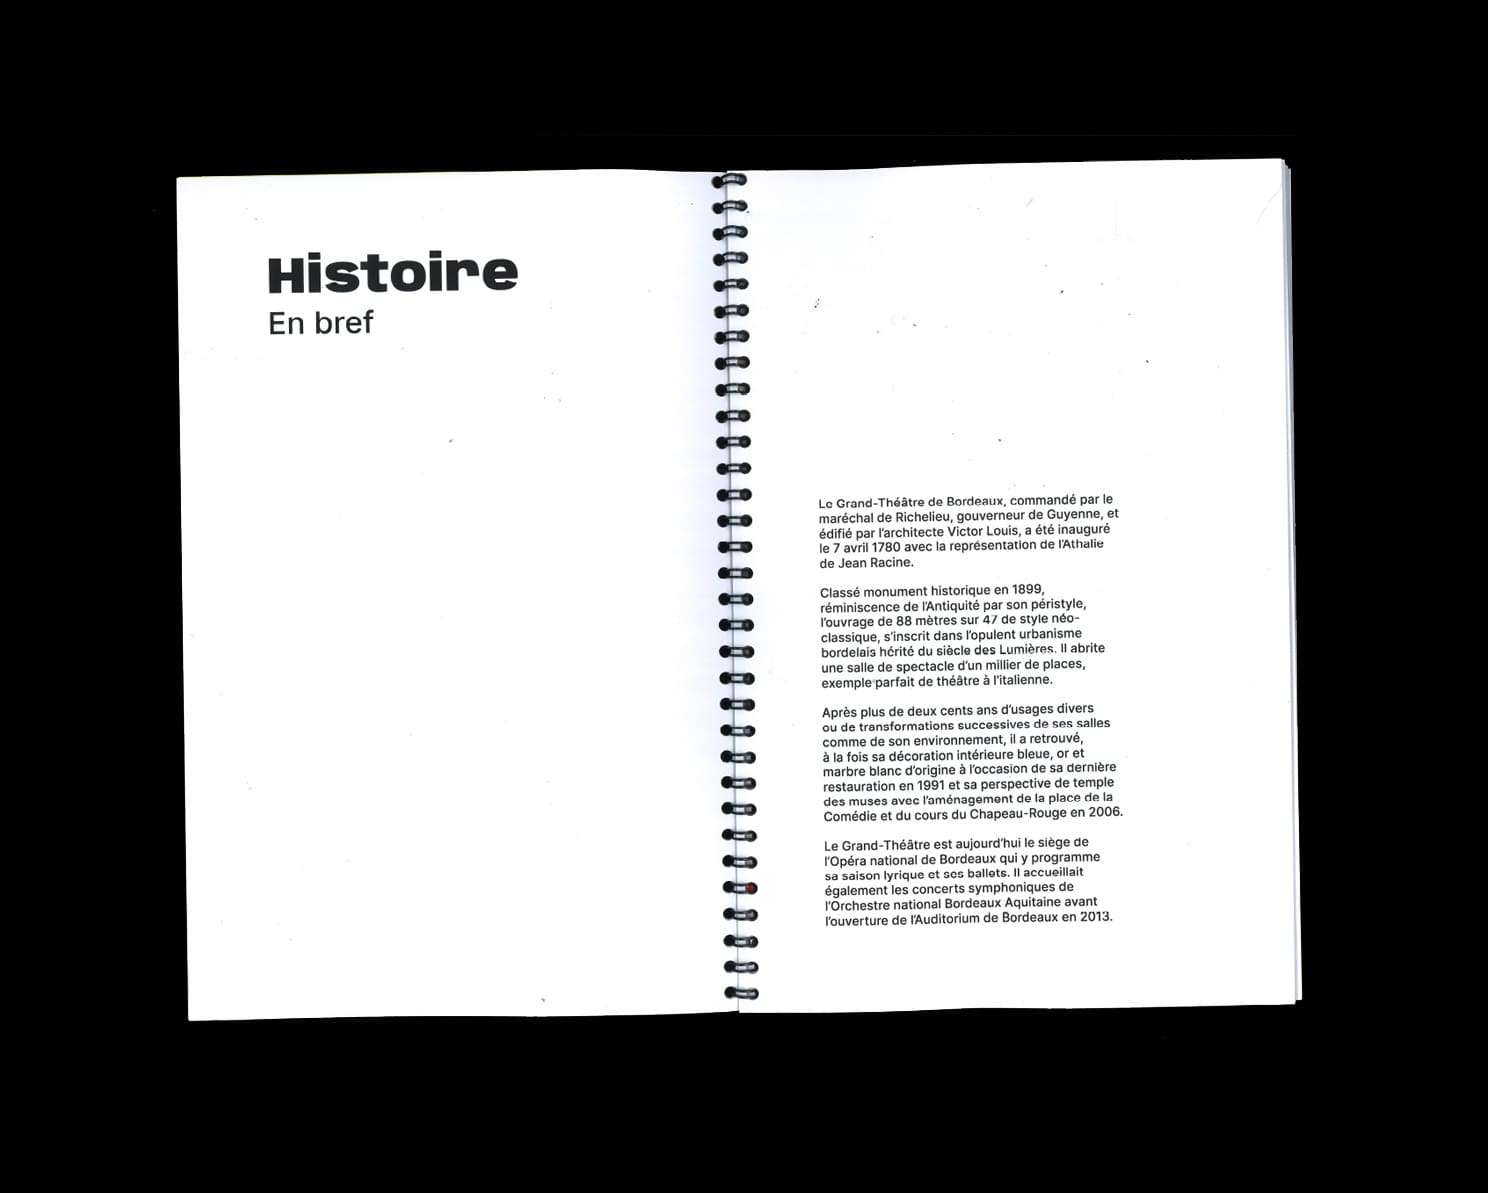 Histoire
En bref
Le Grand-Théâtre de Bordeaux, commandé par le
maréchal de Richelieu, gouverneur de Guyenne, et
édifié par l'architecte Victor Louis, a été inauguré
le 7 avril 1780 avec la représentation de l'Athalie
de Jean Racine.
Classé monument historique en 1899,
réminiscence de l'Antiquité par son péristyle,
l'ouvrage de 88 mètres sur 47 de style néo-
classique, s'inscrit dans l'opulent urbanisme
bordelais hérité du siècle des Lumières. Il abrite
une salle de spectacle d'un millier de places,
exemple parfait de théâtre à l'italienne.
Après plus de deux cents ans d'usages divers
ou de transformations successives de ses salles
comme de son environnement, il a retrouvé,
à la fois sa décoration intérieure bleue, or et
marbre blanc d'origine à l'occasion de sa dernière
restauration en 1991 et sa perspective de temple
des muses avec l'aménagement de la place de la
Comédie et du cours du Chapeau-Rouge en 2006.
Le Grand-Théâtre est aujourd'hui le siège de
l'Opéra national de Bordeaux qui y programme
sa saison lyrique et ses ballets. Il accueillait
également les concerts symphoniques de
l'Orchestre national Bordeaux Aquitaine avant
l'ouverture de l'Auditorium de Bordeaux en 2013.